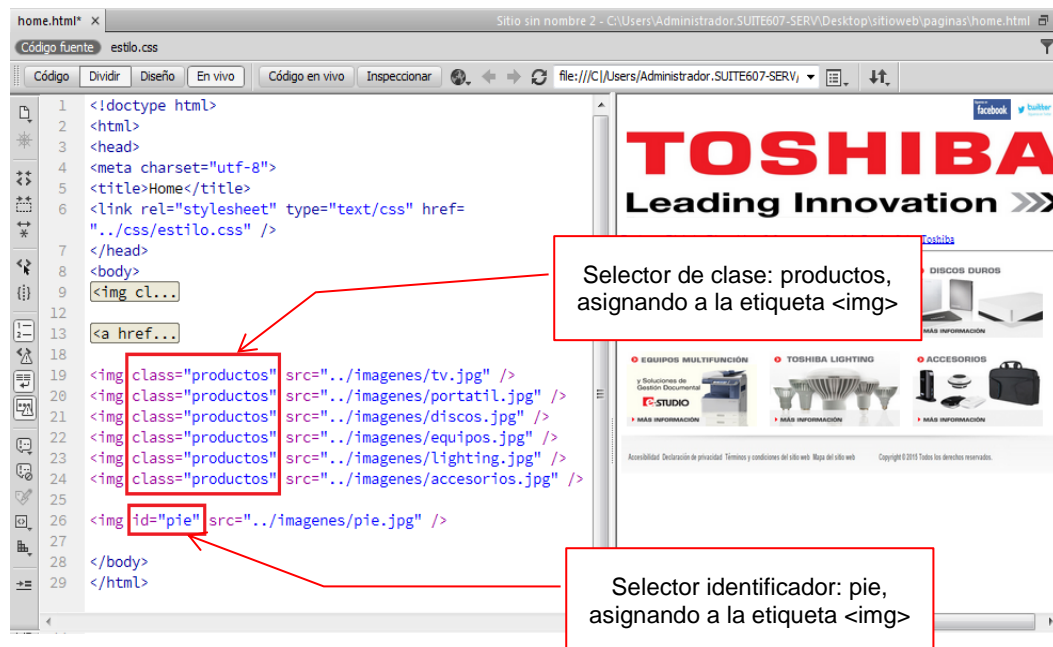 home.html* × Sitio sin nombre 2 - C:\Users\Administrador.SUITE607-SERV\Desktop\sitioweb\paginas\home.html
Código fuente estilo.css
Código Dividir Diseño En vivo Código en vivo Inspeccionar file:///C|/Users/Administrador.SUITE607-SERV/
1 <!doctype html>
2 <html>
3 <head>
4 <meta charset="utf-8">
5 <title>Home</title>
6 <link rel="stylesheet" type="text/css" href=
"../css/estilo.css" />
7 </head>
8 <body>
9 <img cl...
12
13 <a href...
18
19 <img class="productos" src="../imagenes/tv.jpg" />
20 <img class="productos" src="../imagenes/portatil.jpg" />
21 <img class="productos" src="../imagenes/discos.jpg" />
22 <img class="productos" src="../imagenes/equipos.jpg" />
23 <img class="productos" src="../imagenes/lighting.jpg" />
24 <img class="productos" src="../imagenes/accesorios.jpg" />
25
26 <img id="pie" src="../imagenes/pie.jpg" />
27
28 </body>
29 </html>
facebook twitter
TOSHIBA
Leading Innovation >>>
Toshiba
Selector de clase: productos,
asignando a la etiqueta <img>
DISCOS DUROS
MÁS INFORMACIÓN
EQUIPOS MULTIFUNCIÓN TOSHIBA LIGHTING ACCESORIOS
y Soluciones de
Gestión Documental
e-STUDIO
MÁS INFORMACIÓN MÁS INFORMACIÓN MÁS INFORMACIÓN
Accesibilidad Declaración de privacidad Términos y condiciones del sitio web Mapa del sitio web Copyright © 2015 Todos los derechos reservados.
Selector identificador: pie,
asignando a la etiqueta <img>